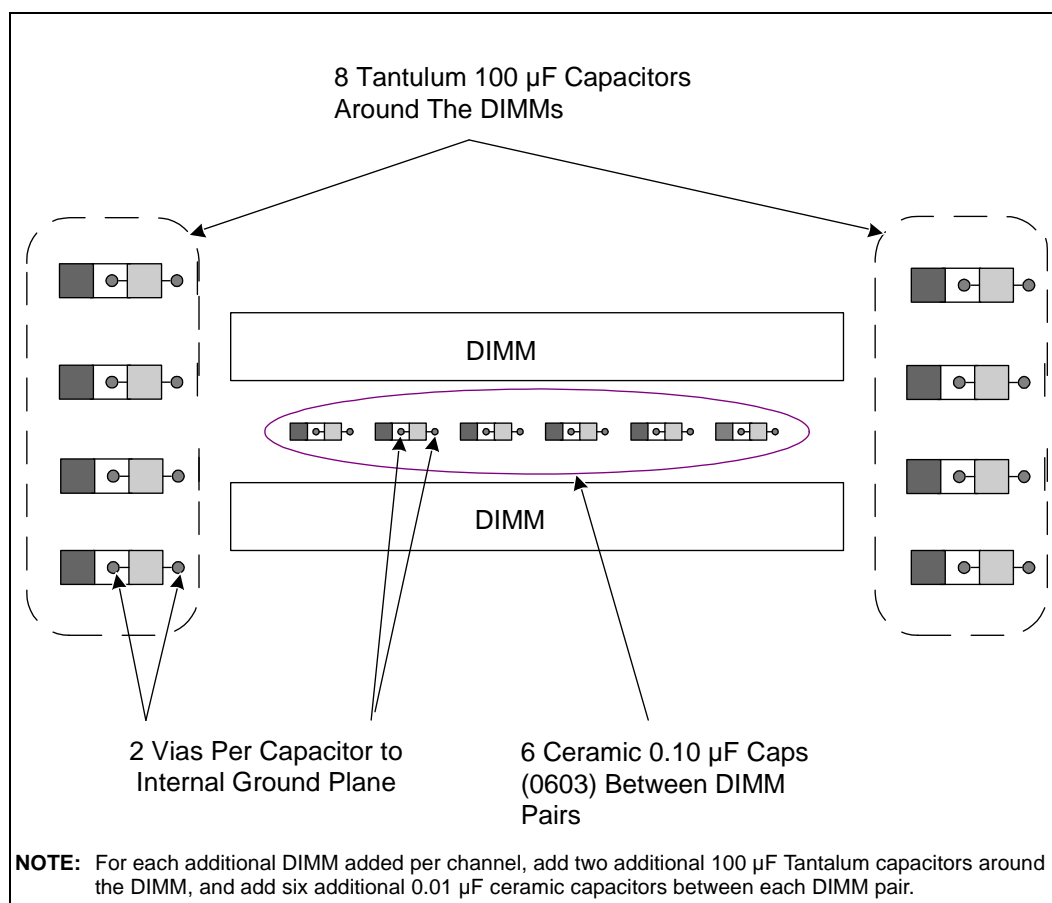 8 Tantulum 100 µF Capacitors
Around The DIMMs
DIMM
DIMM
2 Vias Per Capacitor to
Internal Ground Plane
6 Ceramic 0.10 µF Caps
(0603) Between DIMM
Pairs
NOTE: For each additional DIMM added per channel, add two additional 100 µF Tantalum capacitors around
the DIMM, and add six additional 0.01 µF ceramic capacitors between each DIMM pair.